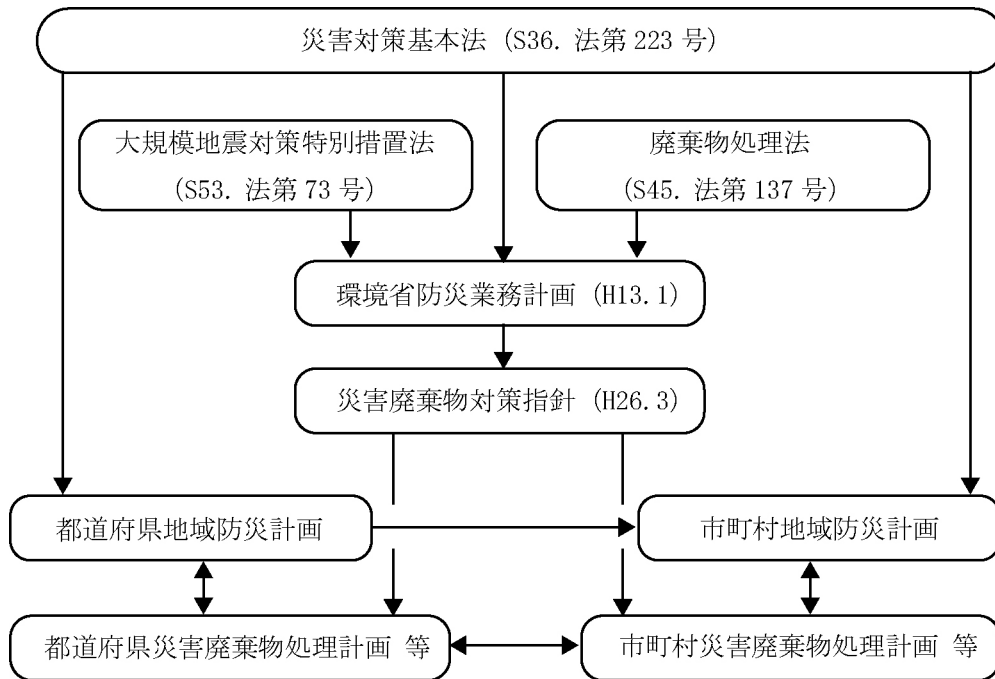 災害対策基本法（S36. 法第 223 号）
大規模地震対策特別措置法
（S53. 法第 73 号）
廃棄物処理法
（S45. 法第 137 号）
環境省防災業務計画（H13.1）
災害廃棄物対策指針（H26.3）
都道府県地域防災計画
市町村地域防災計画
都道府県災害廃棄物処理計画 等
市町村災害廃棄物処理計画 等